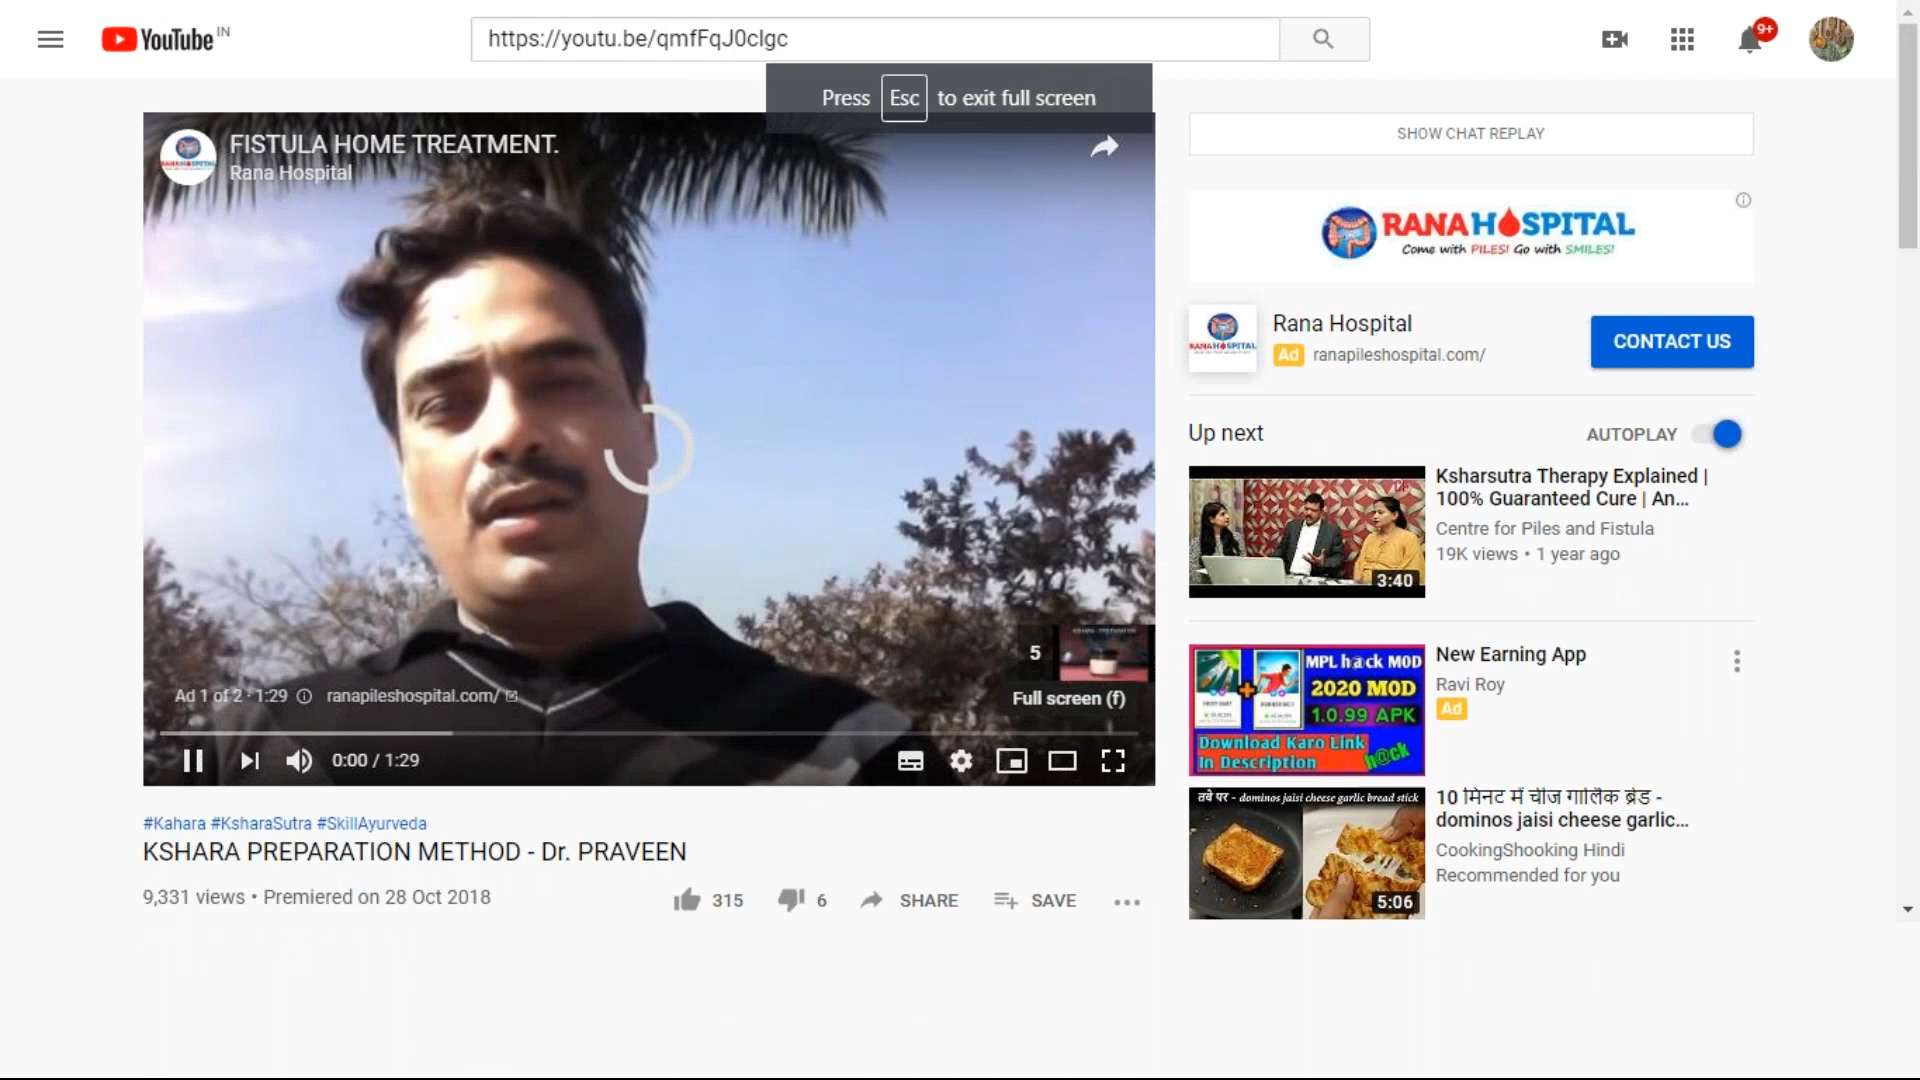 YouTube IN
https://youtu.be/qmfFqJ0cIgc
9+
Press Esc to exit full screen
FISTULA HOME TREATMENT.
Rana Hospital
Ad 1 of 2 · 1:29
ranapileshospital.com/
5
Full screen (f)
0:00 / 1:29
#Kahara #KsharaSutra #SkillAyurveda
KSHARA PREPARATION METHOD - Dr. PRAVEEN
9,331 views • Premiered on 28 Oct 2018
315
6
SHARE
SAVE
SHOW CHAT REPLAY
RANA HOSPITAL
Come with PILES! Go with SMILES!
Rana Hospital
Ad ranapileshospital.com/
CONTACT US
Up next
AUTOPLAY
Ksharsutra Therapy Explained |
100% Guaranteed Cure | An...
Centre for Piles and Fistula
19K views • 1 year ago
3:40
MPL h@ck MOD
2020 MOD
1.0.99 APK
Download Karo Link
In Description
h@ck
New Earning App
Ravi Roy
Ad
तवे पर - dominos jaisi cheese garlic bread stick
5:06
10 मिनट में चीज गार्लिक ब्रेड -
dominos jaisi cheese garlic...
CookingShooking Hindi
Recommended for you